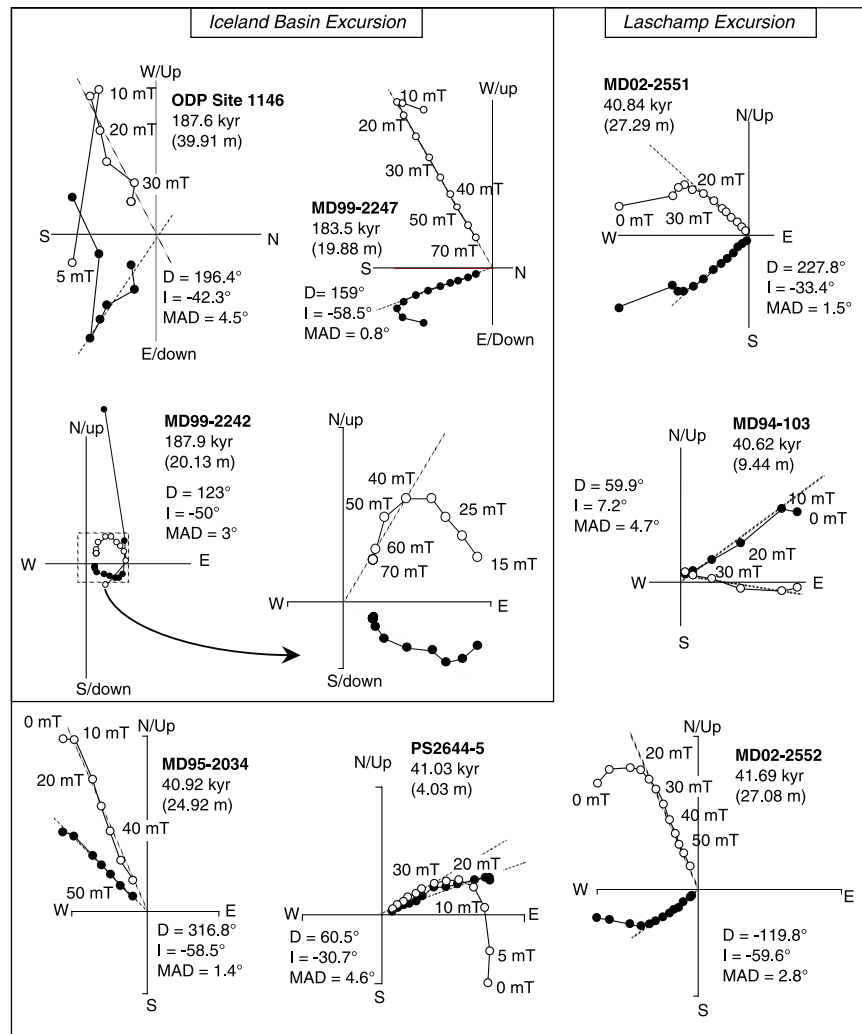 Iceland Basin Excursion
Laschamp Excursion
W/Up
10 mT
ODP Site 1146
187.6 kyr
(39.91 m)
20 mT
30 mT
S
N
5 mT
D = 196.4°
I = -42.3°
MAD = 4.5°
E/down
W/up
10 mT
20 mT
30 mT
40 mT
MD99-2247
183.5 kyr
(19.88 m)
50 mT
70 mT
S
N
D= 159°
I = -58.5°
MAD = 0.8°
E/Down
MD02-2551
40.84 kyr
(27.29 m)
N/Up
20 mT
0 mT
30 mT
W
E
D = 227.8°
I = -33.4°
MAD = 1.5°
S
MD99-2242
187.9 kyr
(20.13 m)
N/up
D = 123°
I = -50°
MAD = 3°
W
E
S/down
N/up
40 mT
50 mT
25 mT
60 mT
70 mT
15 mT
W
E
S/down
MD94-103
40.62 kyr
(9.44 m)
N/Up
D = 59.9°
I = 7.2°
MAD = 4.7°
10 mT
0 mT
20 mT
30 mT
W
E
S
0 mT
10 mT
N/Up
MD95-2034
40.92 kyr
(24.92 m)
20 mT
40 mT
50 mT
W
E
D = 316.8°
I = -58.5°
MAD = 1.4°
S
PS2644-5
41.03 kyr
(4.03 m)
N/Up
30 mT
20 mT
10 mT
W
E
D = 60.5°
I = -30.7°
MAD = 4.6°
5 mT
0 mT
S
N/Up
20 mT
MD02-2552
41.69 kyr
(27.08 m)
0 mT
30 mT
40 mT
50 mT
W
E
D = -119.8°
I = -59.6°
MAD = 2.8°
S